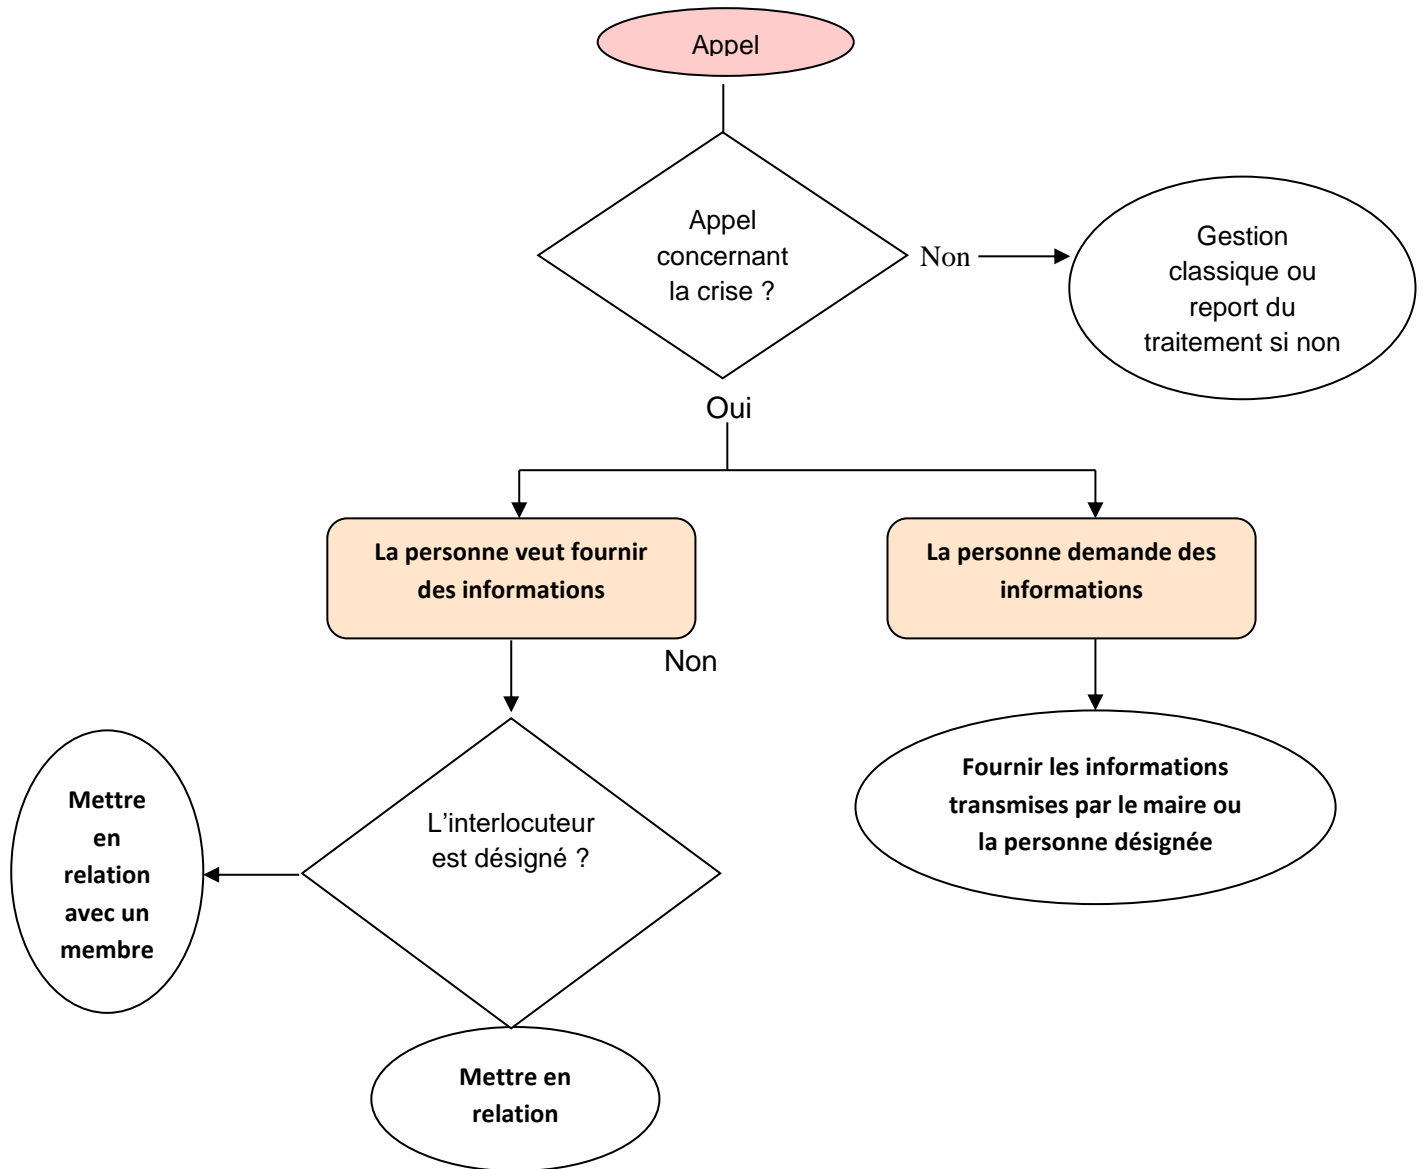 Appel
Appel
concernant
la crise ?
Non
Gestion
classique ou
report du
traitement si non
Oui
La personne veut fournir
des informations
La personne demande des
informations
Non
Mettre
en
relation
avec un
membre
L'interlocuteur
est désigné ?
Fournir les informations
transmises par le maire ou
la personne désignée
Mettre en
relation